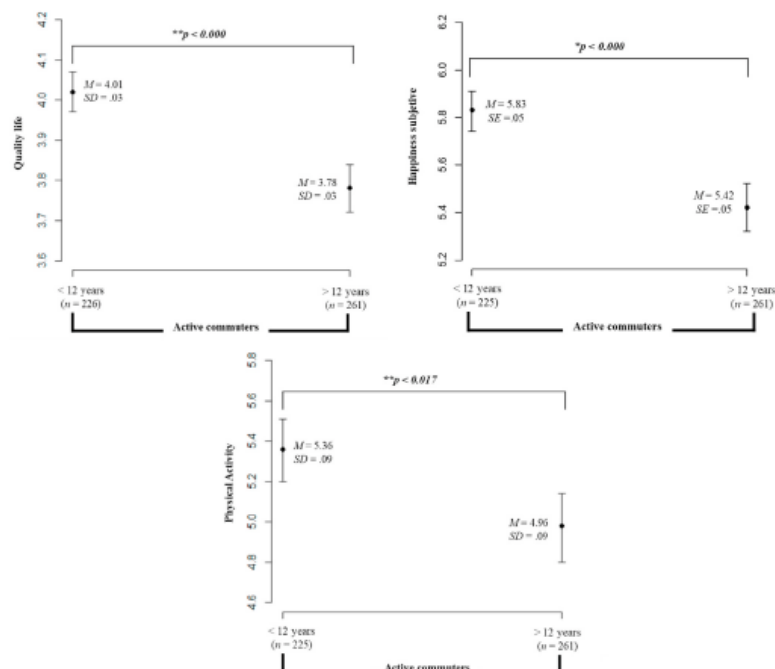 **p < 0.000
Quality life
4.2
4.1
4.0
3.9
3.8
3.7
3.6
M = 4.01
SD = .03
M = 3.78
SD = .03
< 12 years
(n = 226)
> 12 years
(n = 261)
Active commuters
*p < 0.000
Happiness subjetive
6.2
6.0
5.8
5.6
5.4
5.2
M = 5.83
SE = .05
M = 5.42
SE = .05
< 12 years
(n = 225)
> 12 years
(n = 261)
Active commuters
**p < 0.017
Physical Activity
5.8
5.6
5.4
5.2
5.0
4.8
4.6
M = 5.36
SD = .09
M = 4.96
SD = .09
< 12 years
(n = 225)
> 12 years
(n = 261)
Active commuters